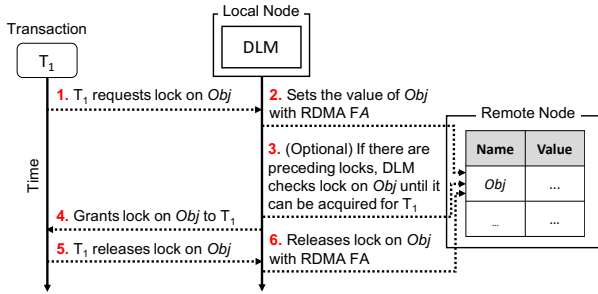 Transaction
Local Node
T1
DLM
1. T1 requests lock on Obj
2. Sets the value of Obj
with RDMA FA
Remote Node
Name Value
Obj ...
... ...
3. (Optional) If there are
preceding locks, DLM
checks lock on Obj until it
can be acquired for T1
Time
4. Grants lock on Obj to T1
5. T1 releases lock on Obj
6. Releases lock on Obj
with RDMA FA